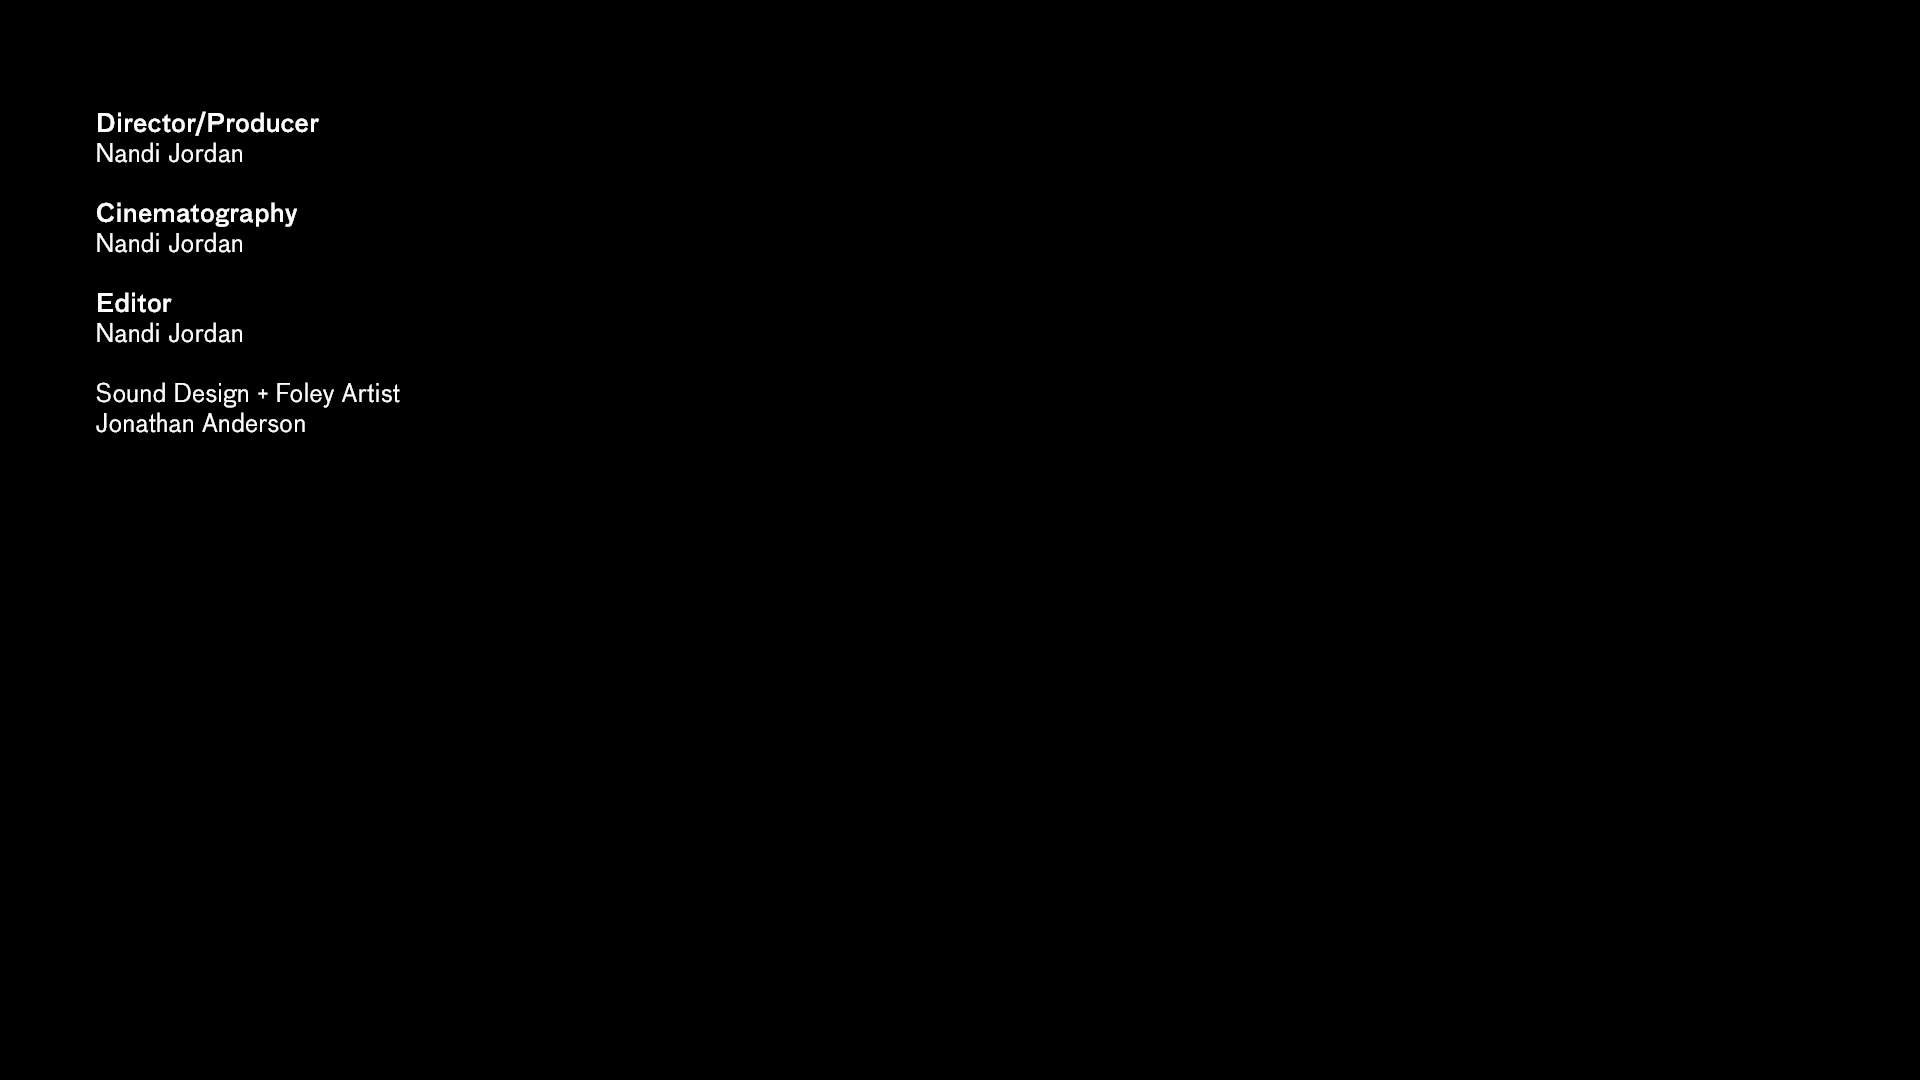 Director/Producer
Nandi Jordan
Cinematography
Nandi Jordan
Editor
Nandi Jordan
Sound Design + Foley Artist
Jonathan Anderson